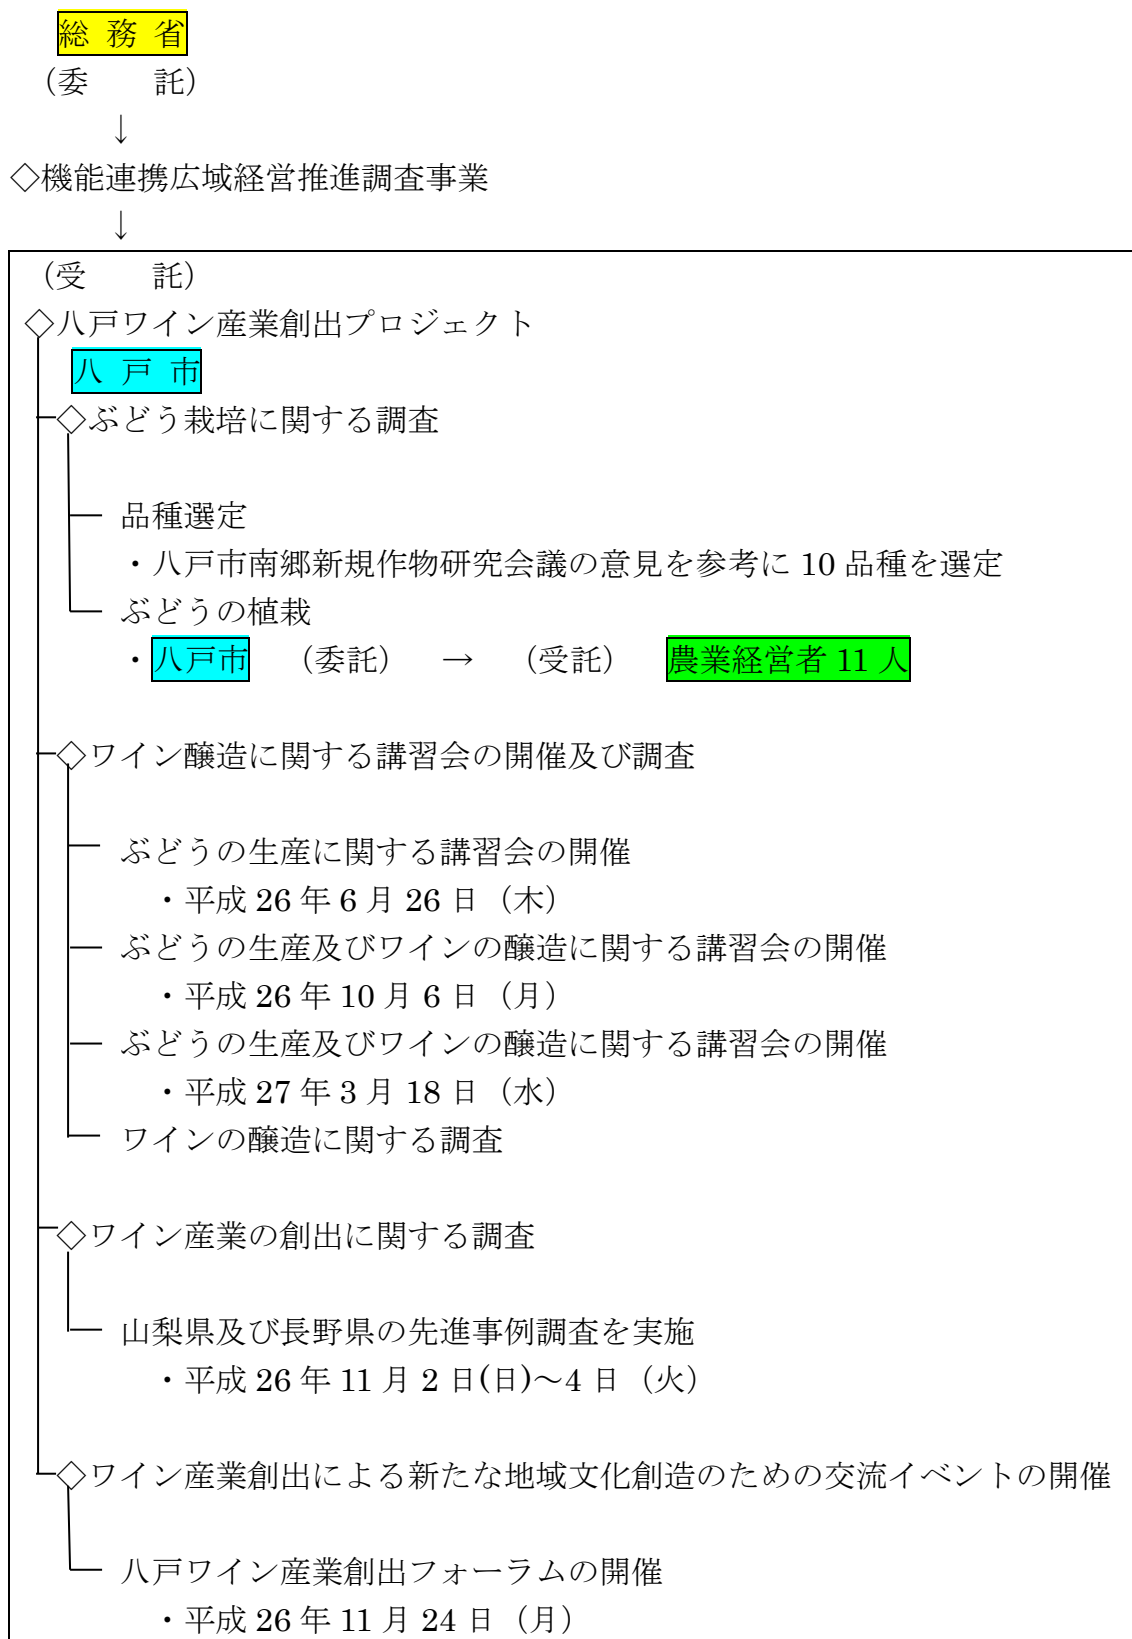 総 務 省
（委　　託）
↓
◇機能連携広域経営推進調査事業
↓
（受　　託）
◇八戸ワイン産業創出プロジェクト
八 戸 市
◇ぶどう栽培に関する調査
品種選定
・八戸市南郷新規作物研究会議の意見を参考に 10 品種を選定
ぶどうの植栽
・八戸市　（委託）　→　（受託）　農業経営者 11 人
◇ワイン醸造に関する講習会の開催及び調査
ぶどうの生産に関する講習会の開催
・平成 26 年 6 月 26 日（木）
ぶどうの生産及びワインの醸造に関する講習会の開催
・平成 26 年 10 月 6 日（月）
ぶどうの生産及びワインの醸造に関する講習会の開催
・平成 27 年 3 月 18 日（水）
ワインの醸造に関する調査
◇ワイン産業の創出に関する調査
山梨県及び長野県の先進事例調査を実施
・平成 26 年 11 月 2 日(日)～4 日（火）
◇ワイン産業創出による新たな地域文化創造のための交流イベントの開催
八戸ワイン産業創出フォーラムの開催
・平成 26 年 11 月 24 日（月）